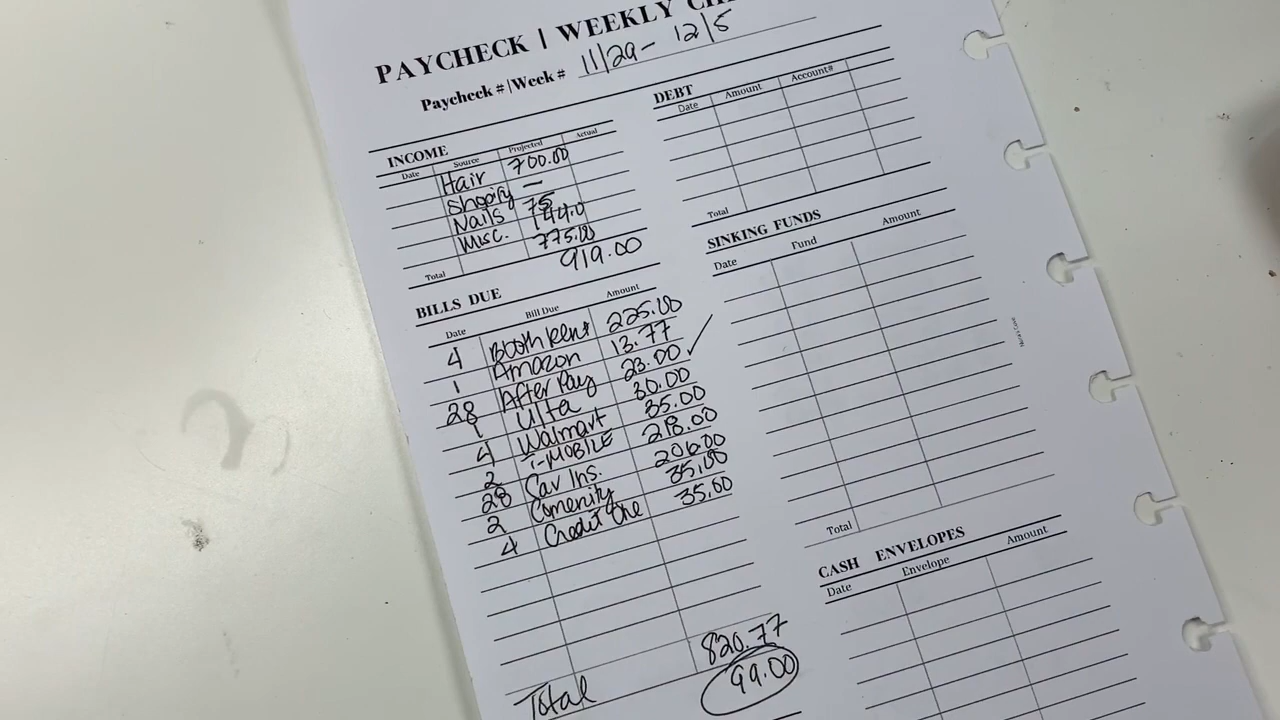 PAYCHECK | WEEKLY CH
Paycheck #|Week # 11/29 - 12/5
INCOME
Date Source Projected Actual
Hair 700.00
Shopify —
Nails 75
Misc. 144.0
775.00
Total 919.00
BILLS DUE
Date Bill Due Amount
4 Booth Rent 225.00
1 Amazon 13.77
28 After Pay 23.00 ✓
1 Ulta 30.00
4 Walmart 35.00
2 T-MOBILE 218.00
28 Car Ins. 206.00
2 Comenity 35.00
4 Credit One 35.00
820.77
Total 99.00
DEBT
Date Amount Account#
Total
SINKING FUNDS
Date Fund Amount
Total
CASH ENVELOPES
Date Envelope Amount